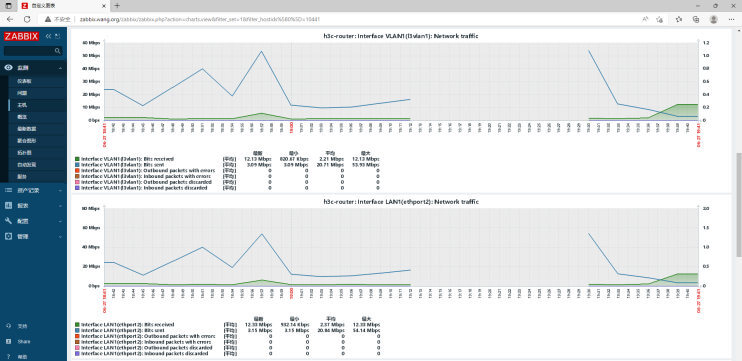 自定义图表
不安全 | zabbix.wang.org/zabbix/zabbix.php?action=charts.view&filter_set=1&filter_hostids%5B0%5D=10441
ZABBIX
监测
仪表板
问题
主机
概览
最新数据
聚合图形
拓扑图
自动发现
服务
资产记录
报表
配置
管理
支持
Share
帮助
h3c-router: Interface VLAN1(l3vlan1): Network traffic
60 Mbps
50 Mbps
40 Mbps
30 Mbps
20 Mbps
10 Mbps
0 bps
1.2
1.0
0.8
0.6
0.4
0.2
0
最新 最小 平均 最大
Interface VLAN1(l3vlan1): Bits received [平均] 12.13 Mbps 820.67 Kbps 2.21 Mbps 12.13 Mbps
Interface VLAN1(l3vlan1): Bits sent [平均] 3.09 Mbps 3.09 Mbps 20.71 Mbps 53.93 Mbps
Interface VLAN1(l3vlan1): Outbound packets with errors [平均] 0 0 0 0
Interface VLAN1(l3vlan1): Inbound packets with errors [平均] 0 0 0 0
Interface VLAN1(l3vlan1): Outbound packets discarded [平均] 0 0 0 0
Interface VLAN1(l3vlan1): Inbound packets discarded [平均] 0 0 0 0
h3c-router: Interface LAN1(ethport2): Network traffic
80 Mbps
60 Mbps
40 Mbps
20 Mbps
0 bps
2.0
1.5
1.0
0.5
0
最新 最小 平均 最大
Interface LAN1(ethport2): Bits received [平均] 12.33 Mbps 932.14 Kbps 2.37 Mbps 12.33 Mbps
Interface LAN1(ethport2): Bits sent [平均] 3.15 Mbps 3.15 Mbps 20.84 Mbps 54.14 Mbps
Interface LAN1(ethport2): Outbound packets with errors [平均] 0 0 0 0
Interface LAN1(ethport2): Inbound packets with errors [平均] 0 0 0 0
Interface LAN1(ethport2): Outbound packets discarded [平均] 0 0 0 0
Interface LAN1(ethport2): Inbound packets discarded [平均] 0 0 0 0